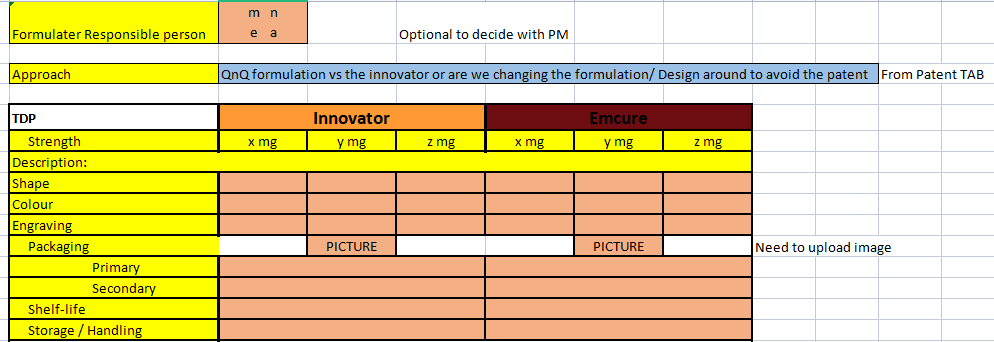 m n
Formulater Responsible person e a Optional to decide with PM
Approach QnQ formulation vs the innovator or are we changing the formulation/ Design around to avoid the patent From Patent TAB
TDP Innovator Emcure
Strength x mg y mg z mg x mg y mg z mg
Description:
Shape
Colour
Engraving
Packaging PICTURE PICTURE Need to upload image
Primary
Secondary
Shelf-life
Storage / Handling